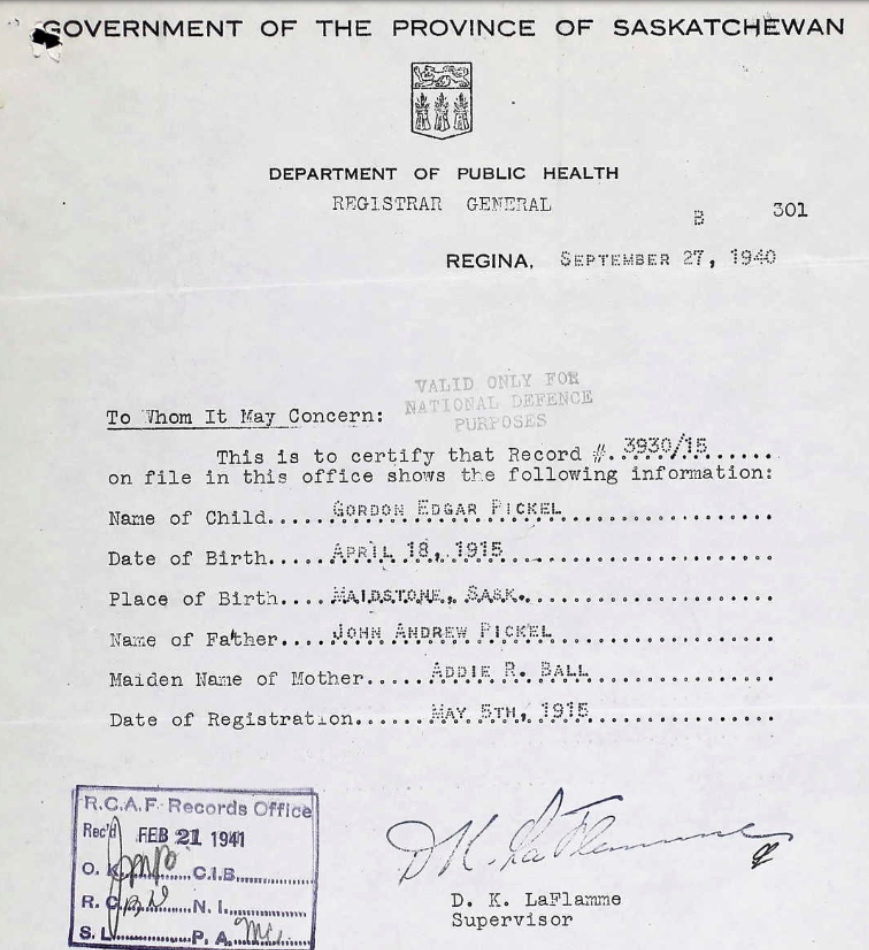 GOVERNMENT OF THE PROVINCE OF SASKATCHEWAN
DEPARTMENT OF PUBLIC HEALTH
REGISTRAR GENERAL
B 301
REGINA, SEPTEMBER 27, 1940
VALID ONLY FOR
NATIONAL DEFENCE
PURPOSES
To Whom It May Concern:
This is to certify that Record #.3930/15......
on file in this office shows the following information:
Name of Child.....GORDON EDGAR PICKEL..................
Date of Birth.....APRIL 18, 1915..................
Place of Birth....MAIDSTONE, SASK...................
Name of Father....JOHN ANDREW PICKEL..................
Maiden Name of Mother......ADDIE R. BALL..................
Date of Registration.......MAY 5TH, 1915..................
R.C.A.F. Records Office
Rec'd FEB 21 1941
O. K. C.I.B.............
R. C. N. I.............
S. L...............P. A.
D K. LaFlamme
D. K. LaFlamme
Supervisor